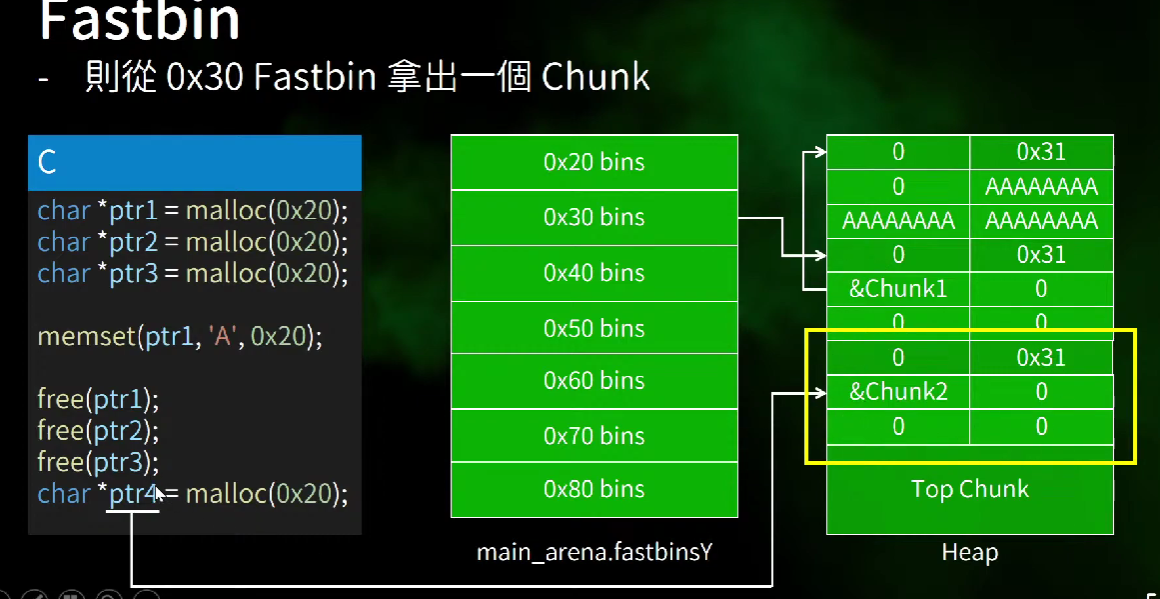 Fastbin
- 則從 0x30 Fastbin 拿出一個 Chunk
C
char *ptr1 = malloc(0x20);
char *ptr2 = malloc(0x20);
char *ptr3 = malloc(0x20);
memset(ptr1, 'A', 0x20);
free(ptr1);
free(ptr2);
free(ptr3);
char *ptr4 = malloc(0x20);
0x20 bins
0x30 bins
0x40 bins
0x50 bins
0x60 bins
0x70 bins
0x80 bins
main_arena.fastbinsY
0 0x31
0 AAAAAAAA
AAAAAAAA AAAAAAAA
0 0x31
&Chunk1 0
0 0
0 0x31
&Chunk2 0
0 0
Top Chunk
Heap